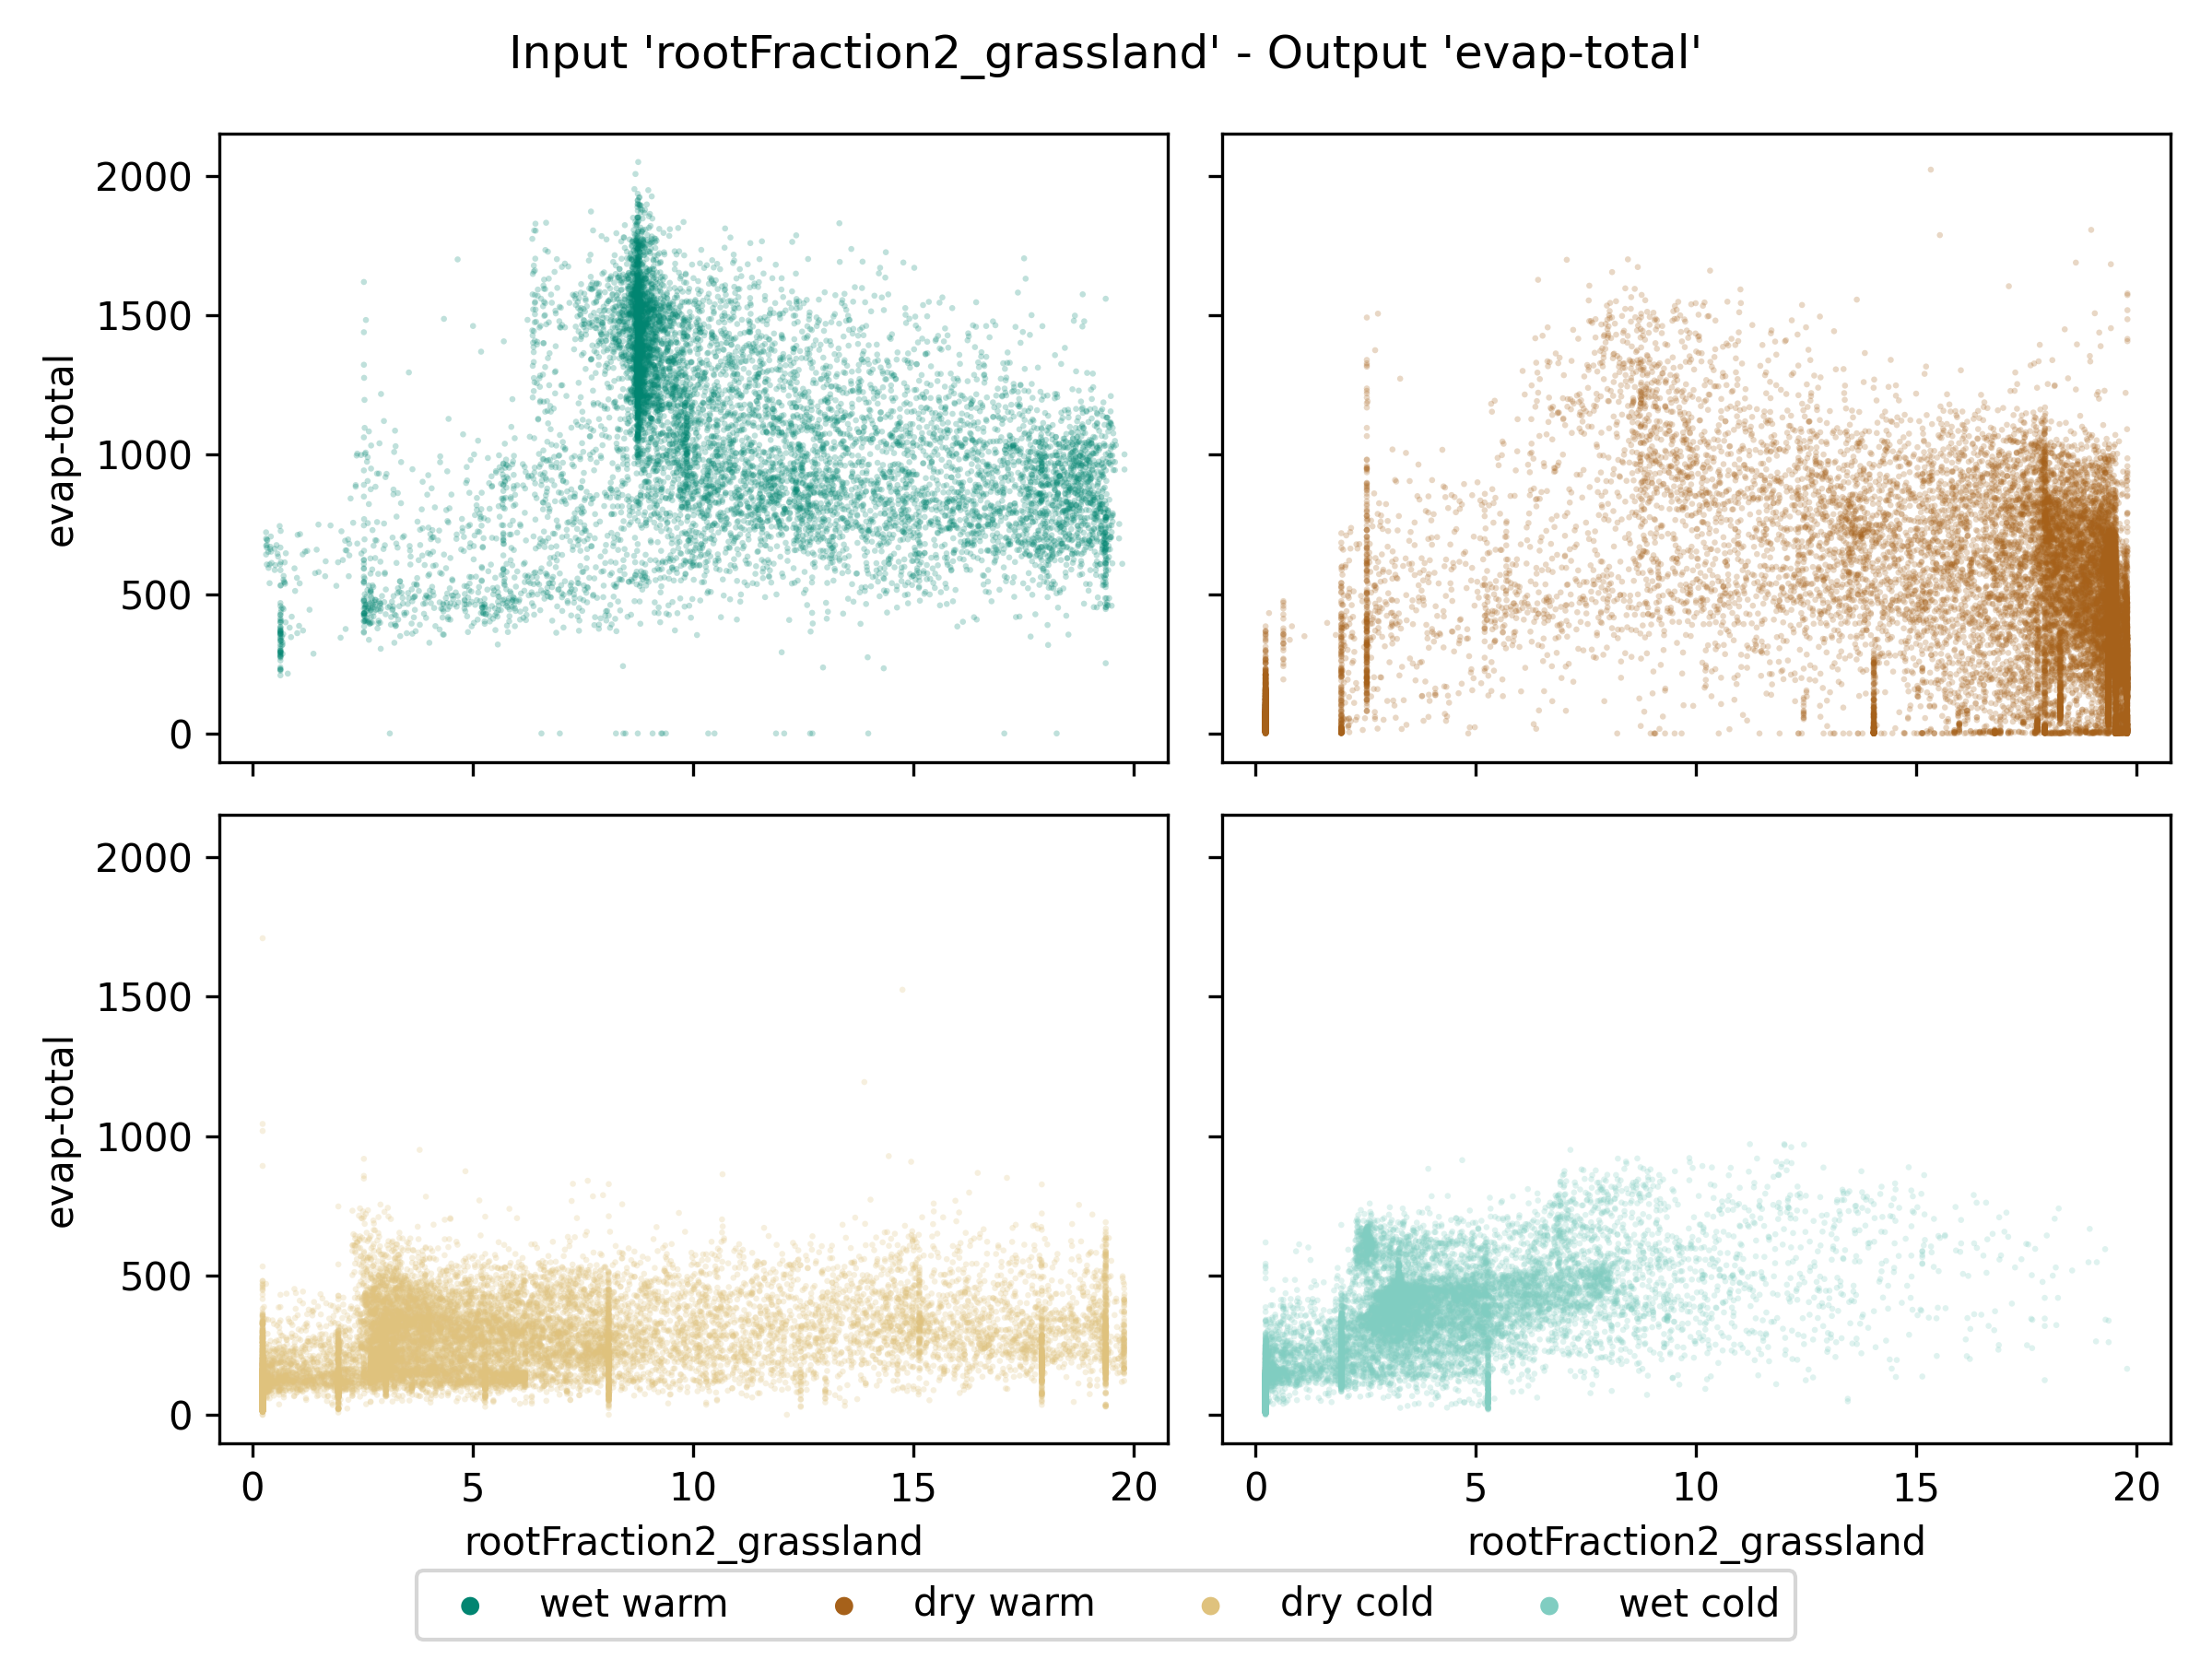 Input 'rootFraction2_grassland' - Output 'evap-total'
2000
1500
1000
500
0
evap-total
2000
1500
1000
500
0
evap-total
0 5 10 15 20
0 5 10 15 20
rootFraction2_grassland
rootFraction2_grassland
wet warm dry warm dry cold wet cold